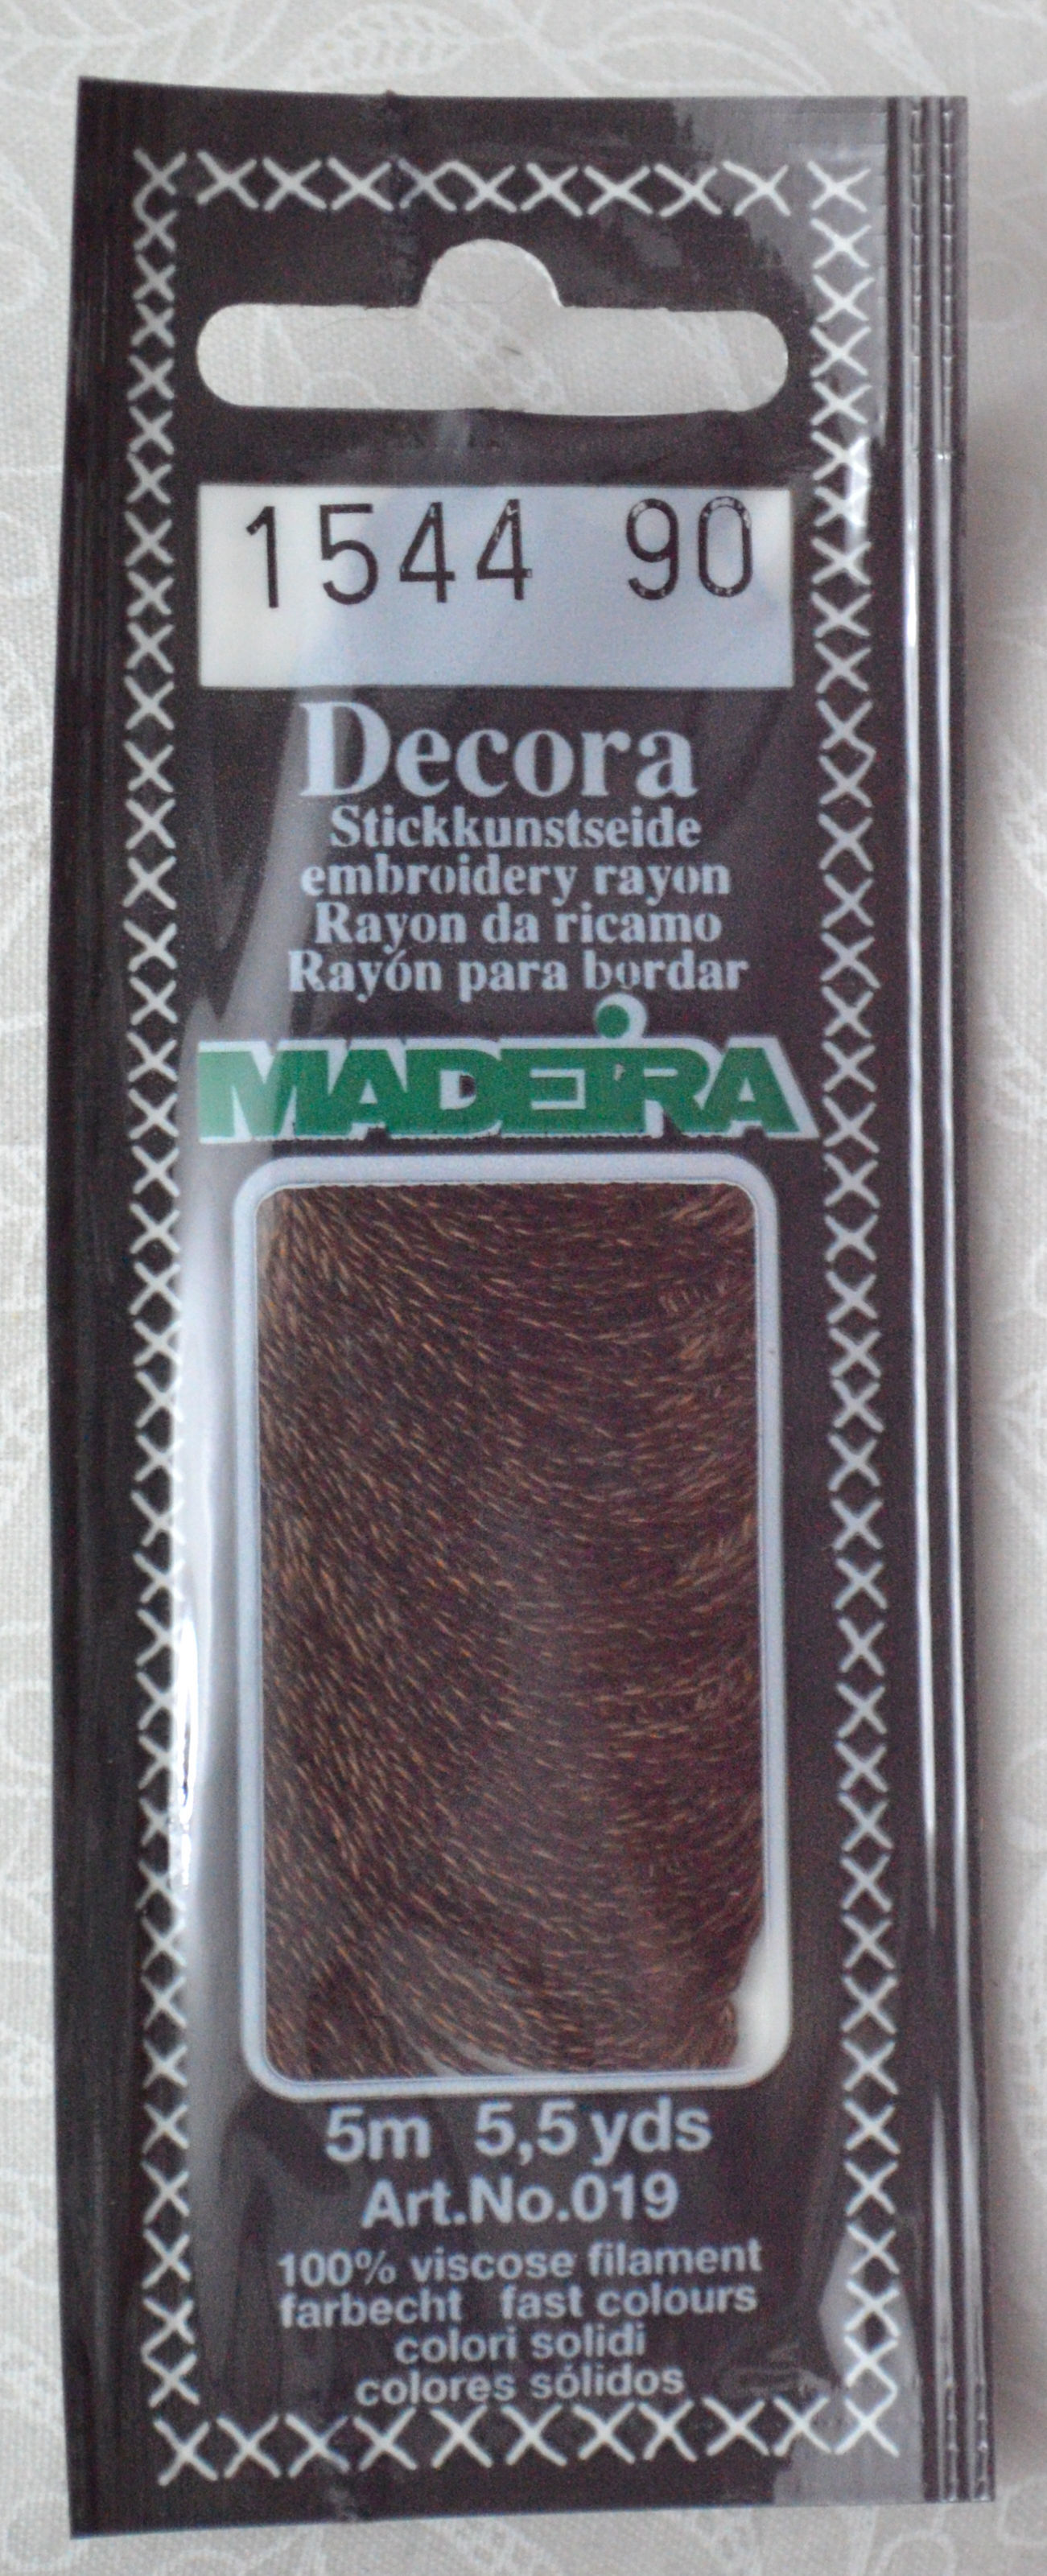 1544 90
Decora
Stickkunstseide
embroidery rayon
Rayon da ricamo
Rayón para bordar
MADEIRA
5m 5,5 yds
Art.No.019
100% viscose filament
farbecht fast colours
colori solidi
colores sólidos